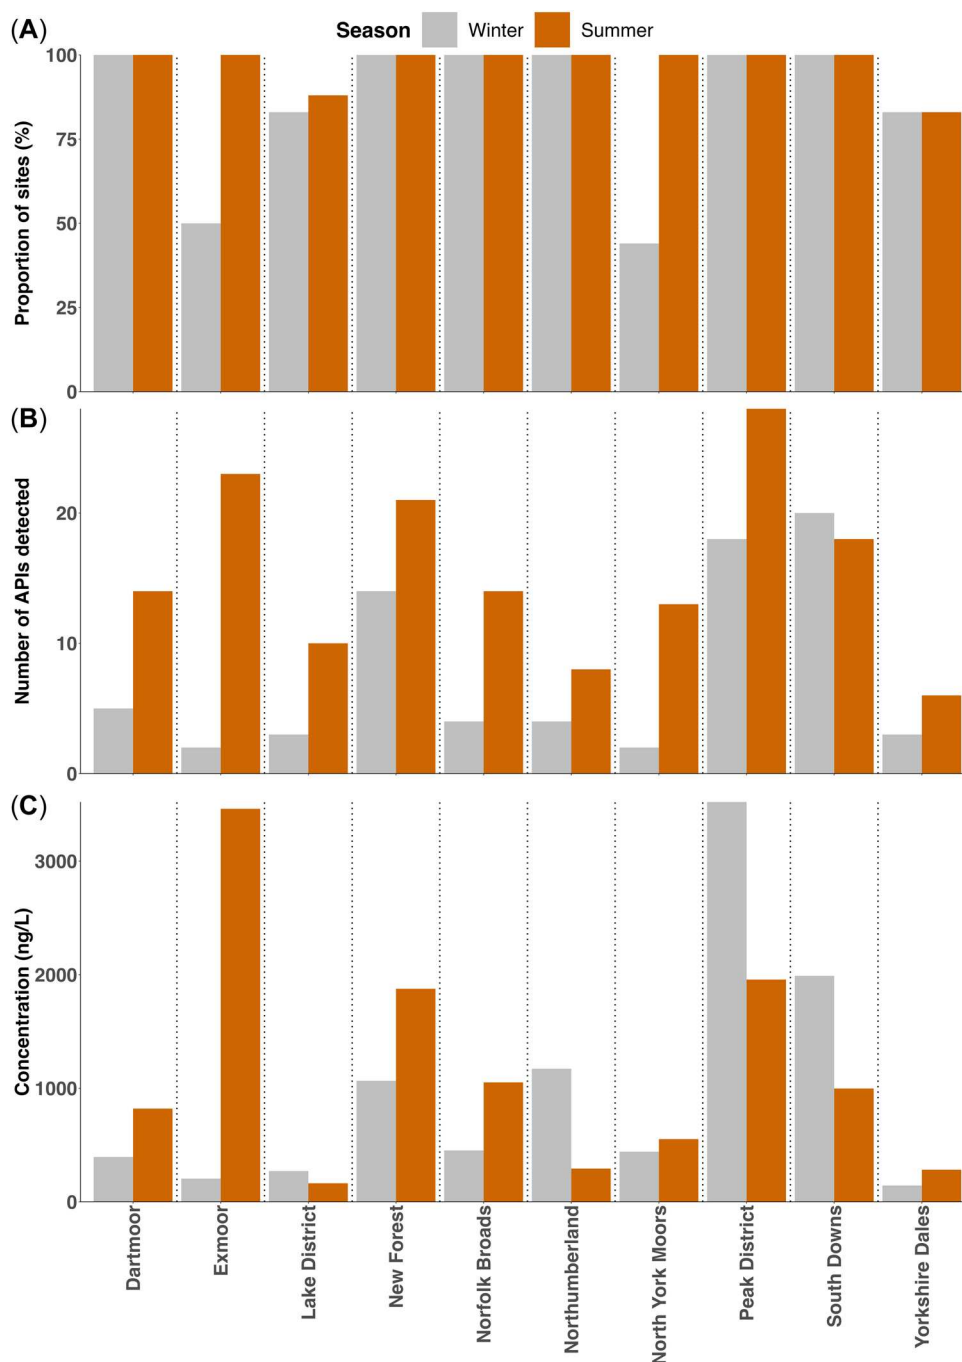 (A)
Season Winter Summer
Proportion of sites (%)
100
75
50
25
0
(B)
Number of APIs detected
20
10
0
(C)
Concentration (ng/L)
3000
2000
1000
0
Dartmoor
Exmoor
Lake District
New Forest
Norfolk Broads
Northumberland
North York Moors
Peak District
South Downs
Yorkshire Dales